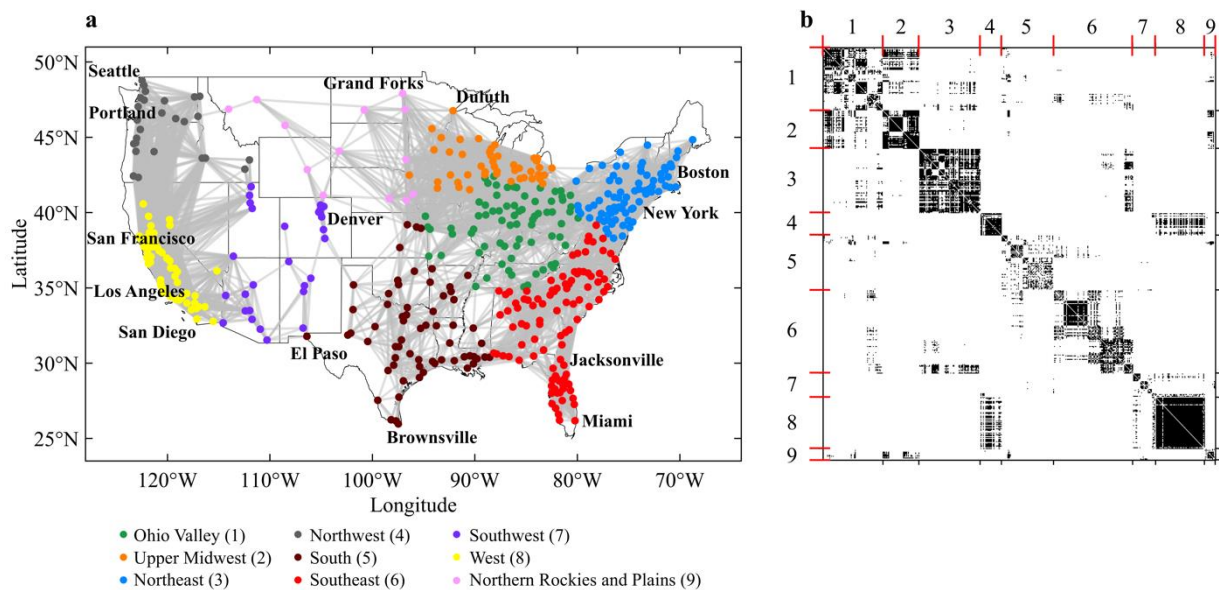 a
50°N
45°N
40°N
35°N
30°N
25°N
Latitude
Seattle
Portland
Grand Forks
Duluth
Boston
New York
Denver
San Francisco
Los Angeles
San Diego
El Paso
Jacksonville
Brownsville
Miami
120°W 110°W 100°W 90°W 80°W 70°W
Longitude
Ohio Valley (1) Northwest (4) Southwest (7)
Upper Midwest (2) South (5) West (8)
Northeast (3) Southeast (6) Northern Rockies and Plains (9)
b
1 2 3 4 5 6 7 8 9
1
2
3
4
5
6
7
8
9